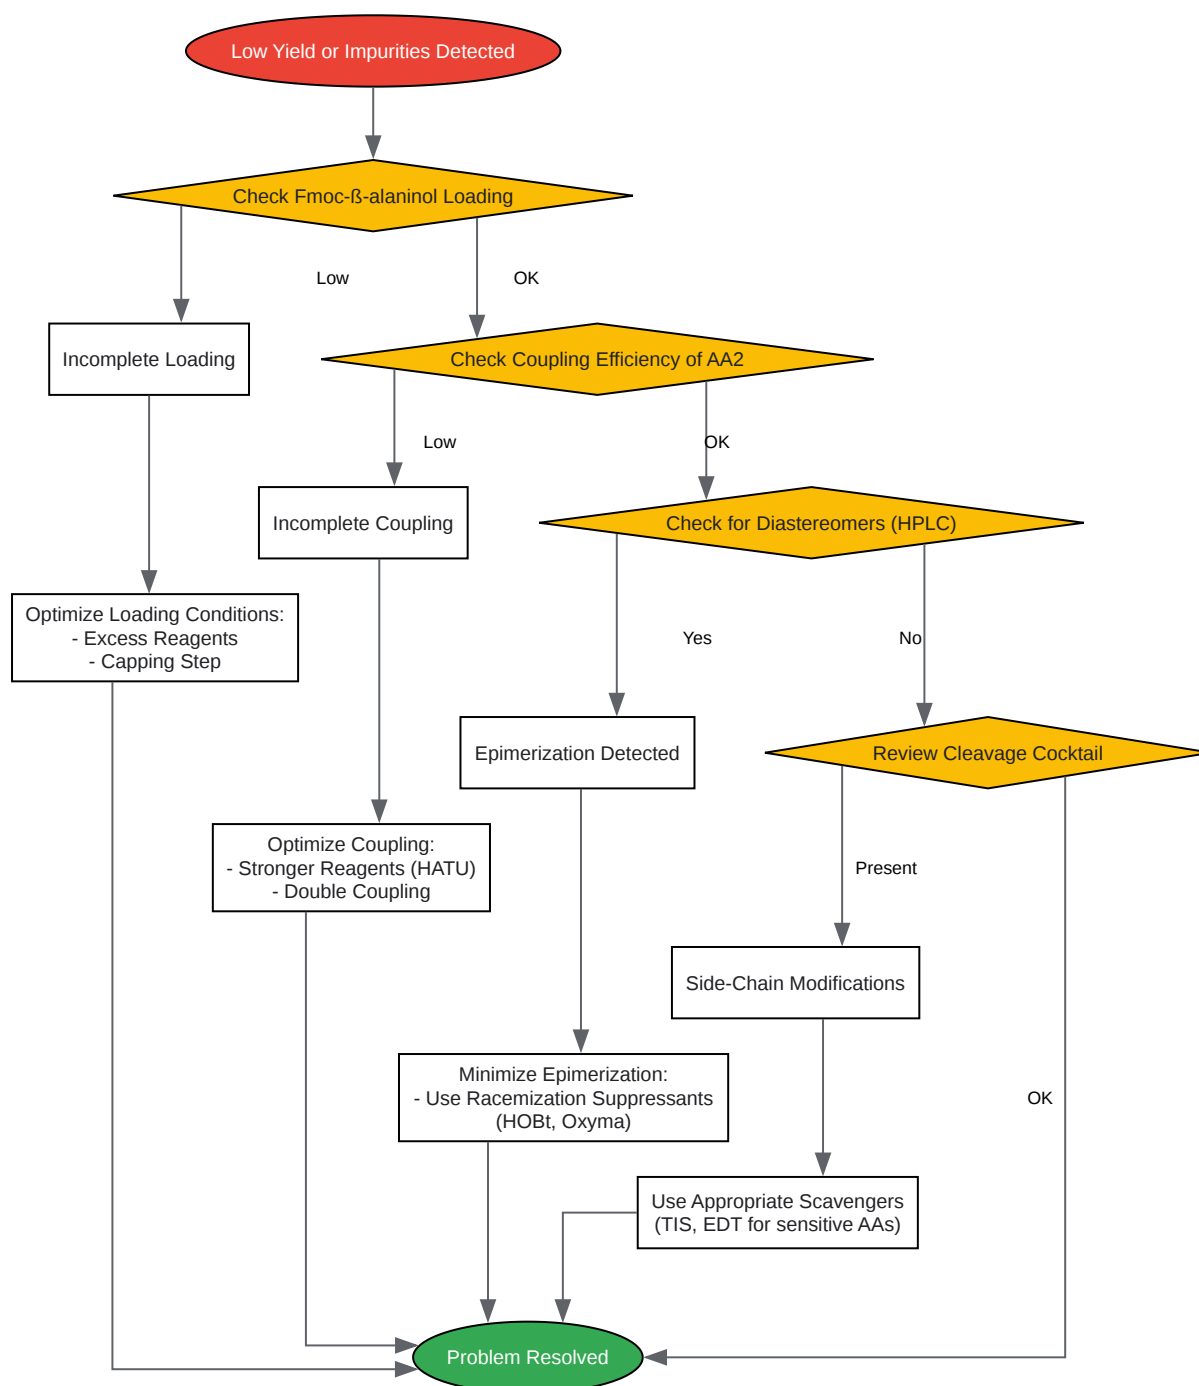 Low Yield or Impurities Detected
Check Fmoc-ß-alaninol Loading
Low
OK
Incomplete Loading
Check Coupling Efficiency of AA2
Low
OK
Incomplete Coupling
Check for Diastereomers (HPLC)
Optimize Loading Conditions:
- Excess Reagents
- Capping Step
Yes
No
Epimerization Detected
Review Cleavage Cocktail
Optimize Coupling:
- Stronger Reagents (HATU)
- Double Coupling
Present
Side-Chain Modifications
Minimize Epimerization:
- Use Racemization Suppressants
(HOBt, Oxyma)
OK
Use Appropriate Scavengers
(TIS, EDT for sensitive AAs)
Problem Resolved